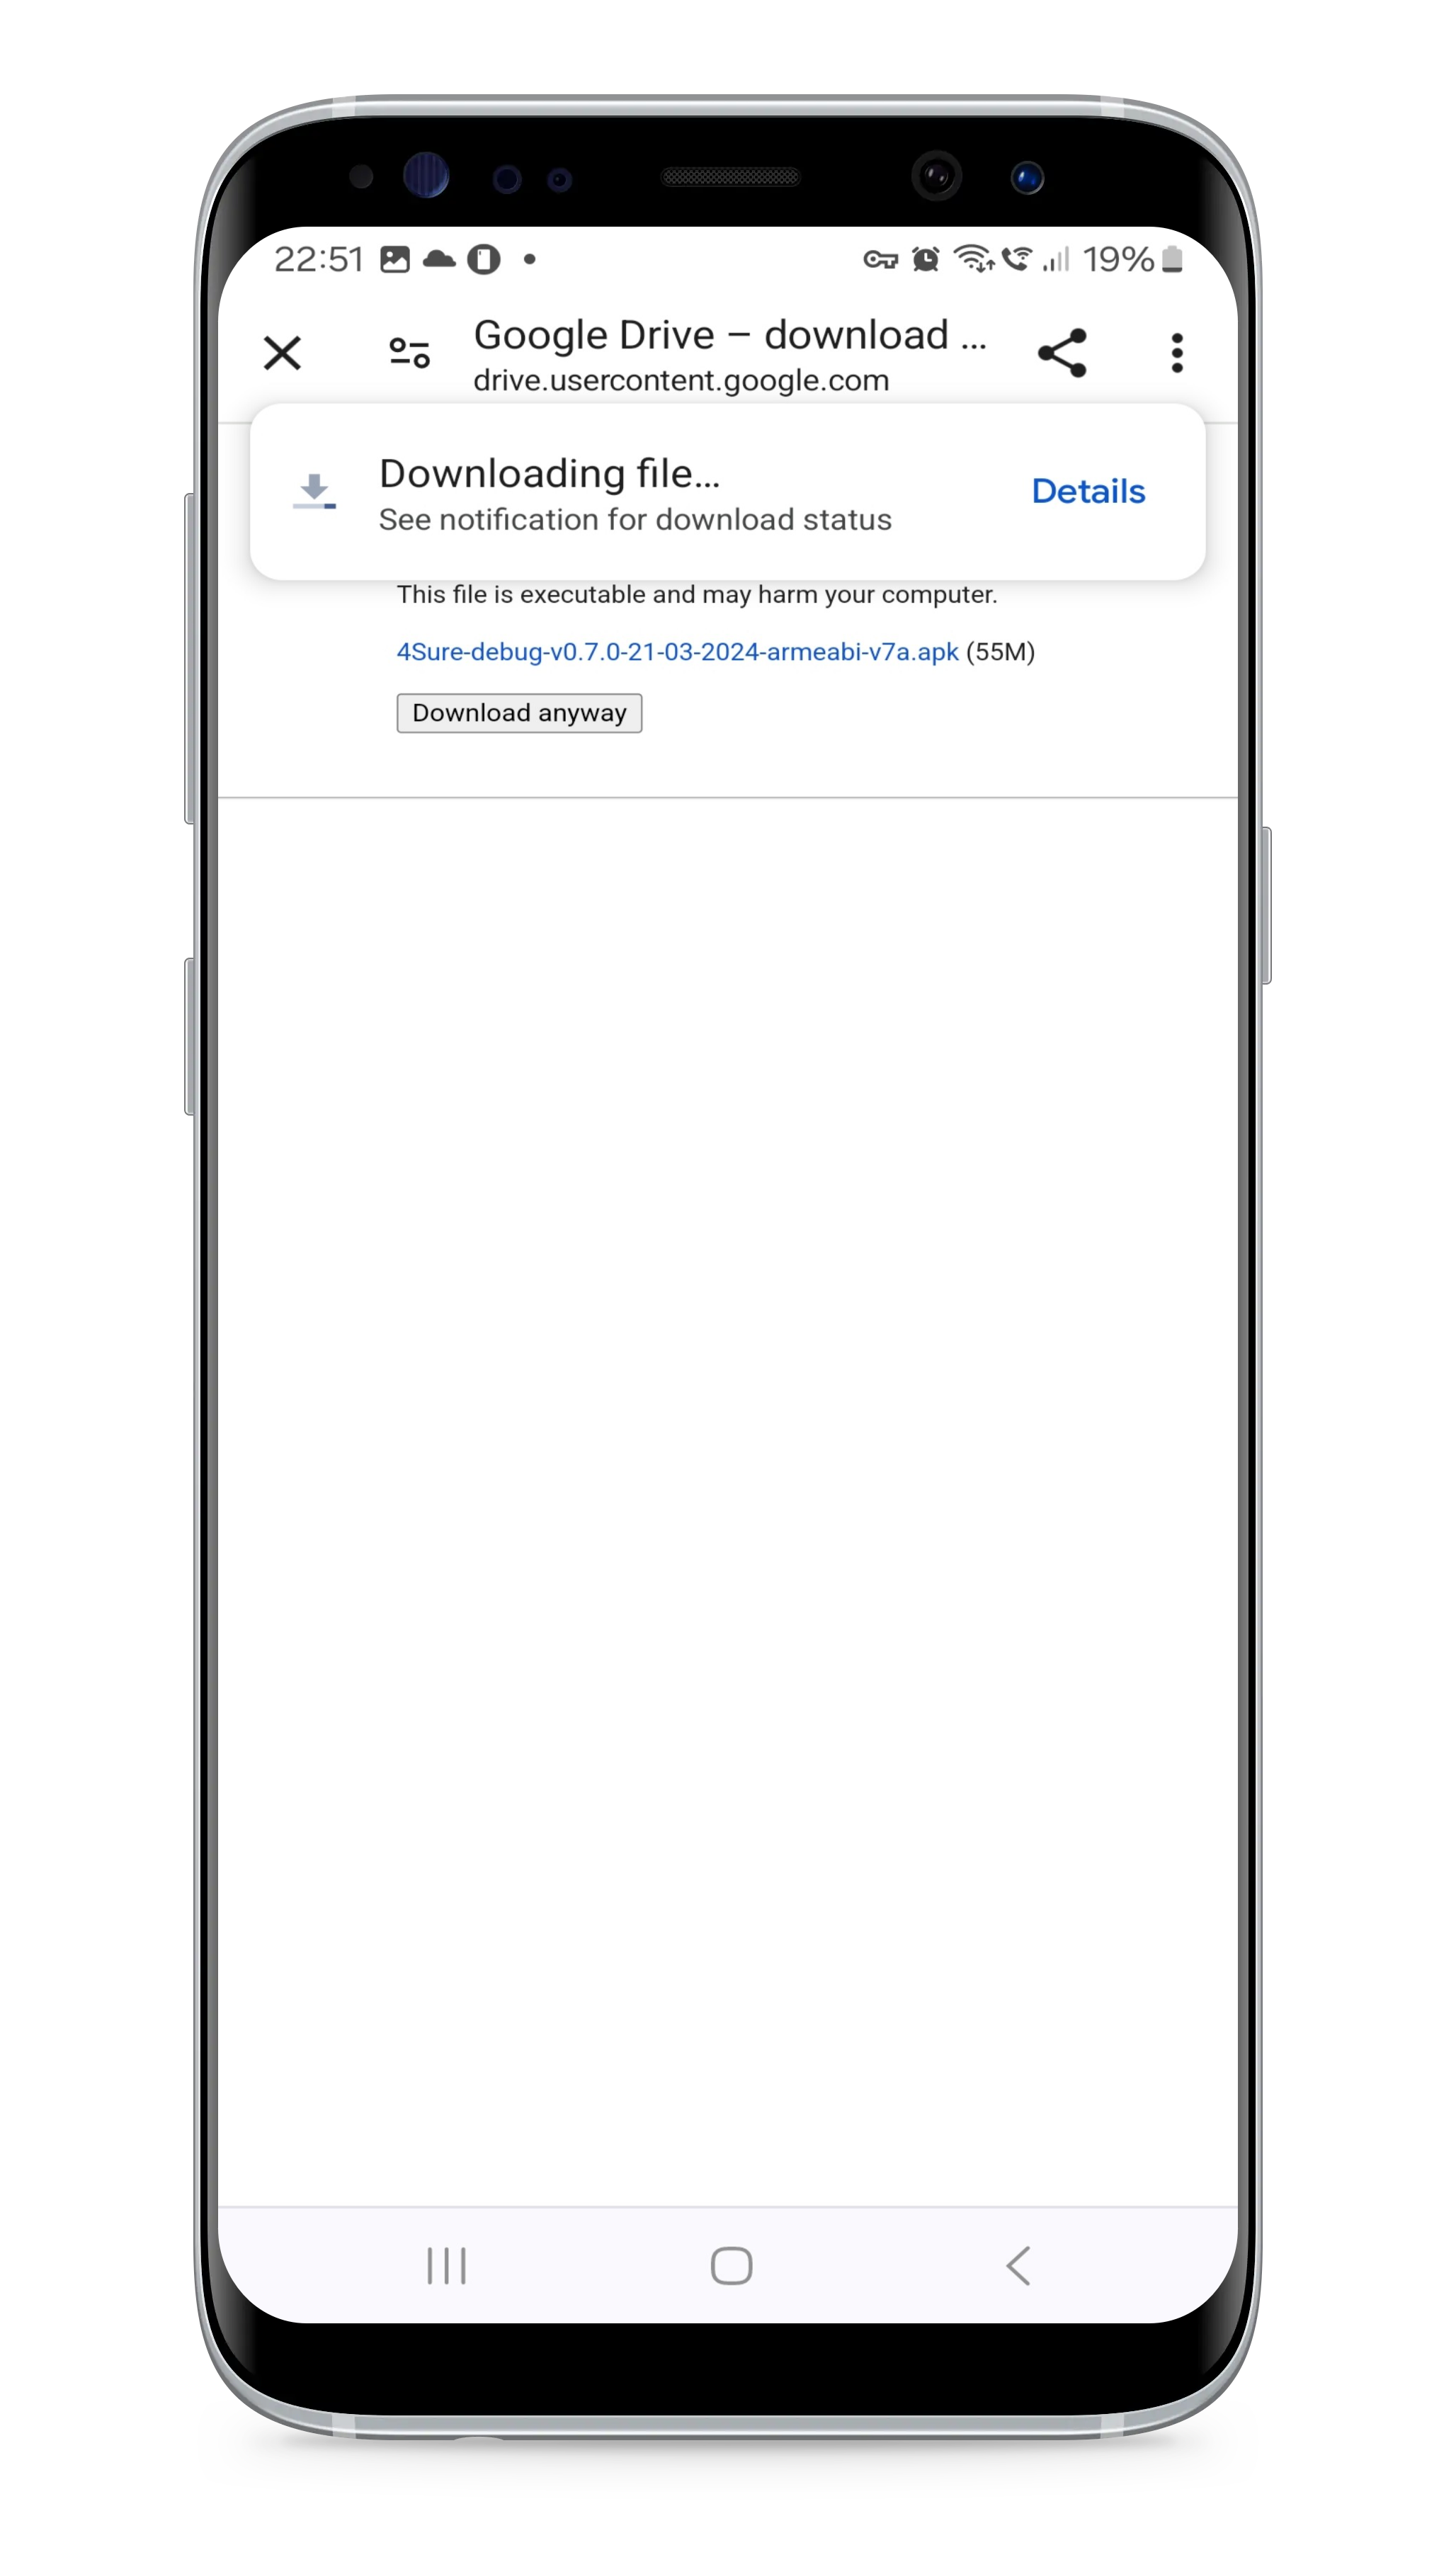 22:51 19%
Google Drive – download ...
drive.usercontent.google.com
Downloading file...
See notification for download status
Details
This file is executable and may harm your computer.
4Sure-debug-v0.7.0-21-03-2024-armeabi-v7a.apk (55M)
Download anyway